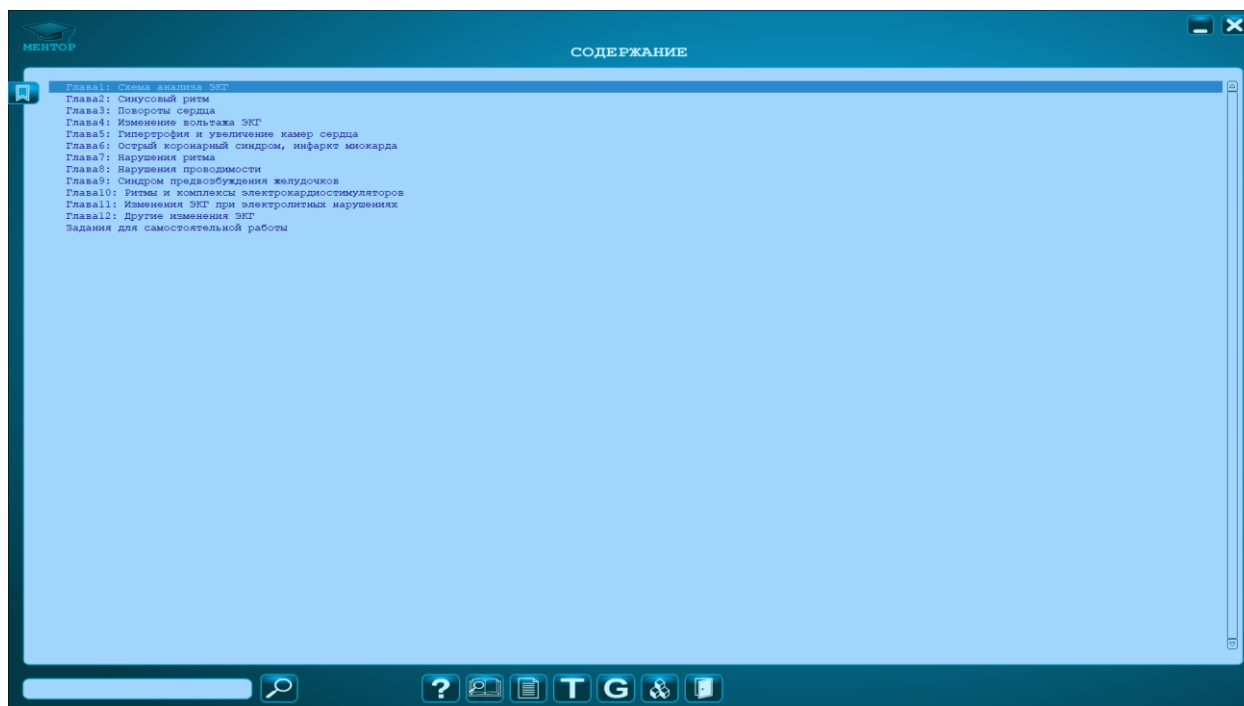 МЕНТОР
СОДЕРЖАНИЕ
Глава1: Схема анализа ЭКГ
Глава2: Синусовый ритм
Глава3: Повороты сердца
Глава4: Изменение вольтажа ЭКГ
Глава5: Гипертрофия и увеличение камер сердца
Глава6: Острый коронарный синдром, инфаркт миокарда
Глава7: Нарушения ритма
Глава8: Нарушения проводимости
Глава9: Синдром предвозбуждения желудочков
Глава10: Ритмы и комплексы электрокардиостимуляторов
Глава11: Изменения ЭКГ при электролитных нарушениях
Глава12: Другие изменения ЭКГ
Задания для самостоятельной работы
? T G